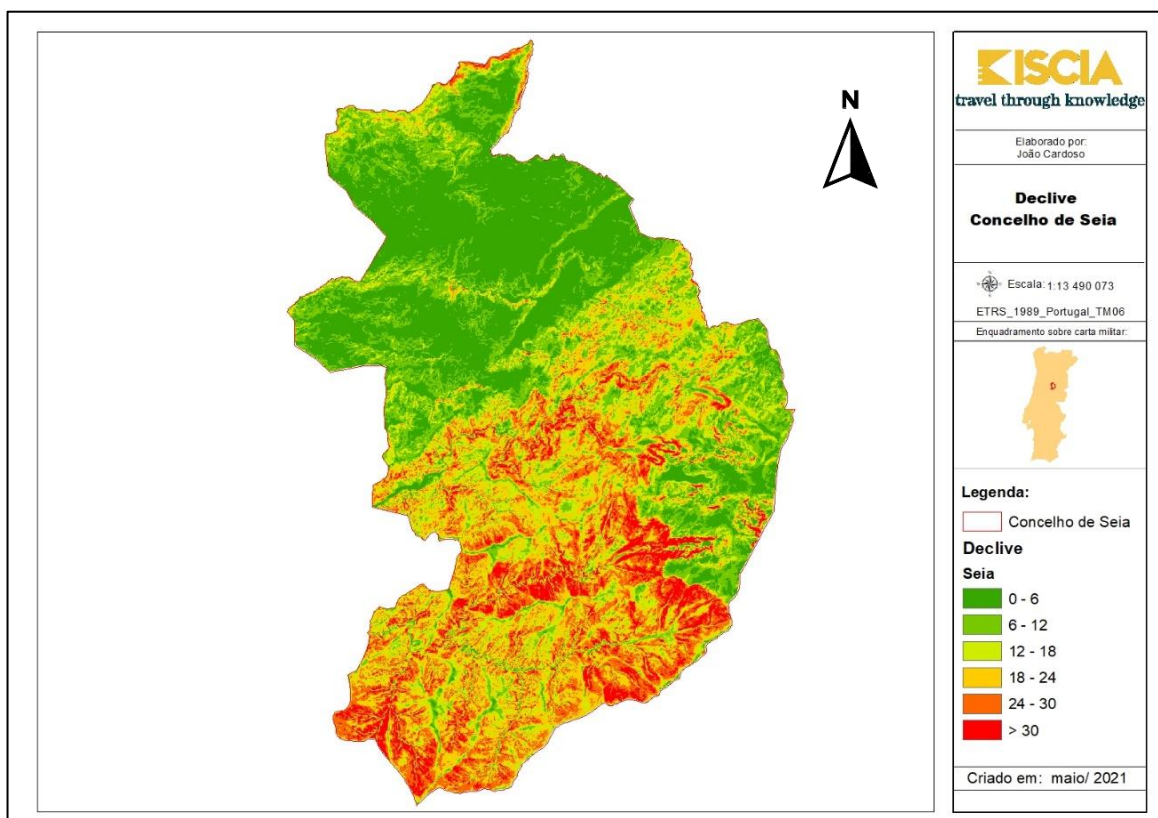 N
ISCIA
travel through knowledge
Elaborado por:
João Cardoso
Declive
Concelho de Seia
Escala: 1:13 490 073
ETRS_1989_Portugal_TM06
Enquadramento sobre carta militar:
Legenda:
Concelho de Seia
Declive
Seia
0 - 6
6 - 12
12 - 18
18 - 24
24 - 30
> 30
Criado em: maio/ 2021